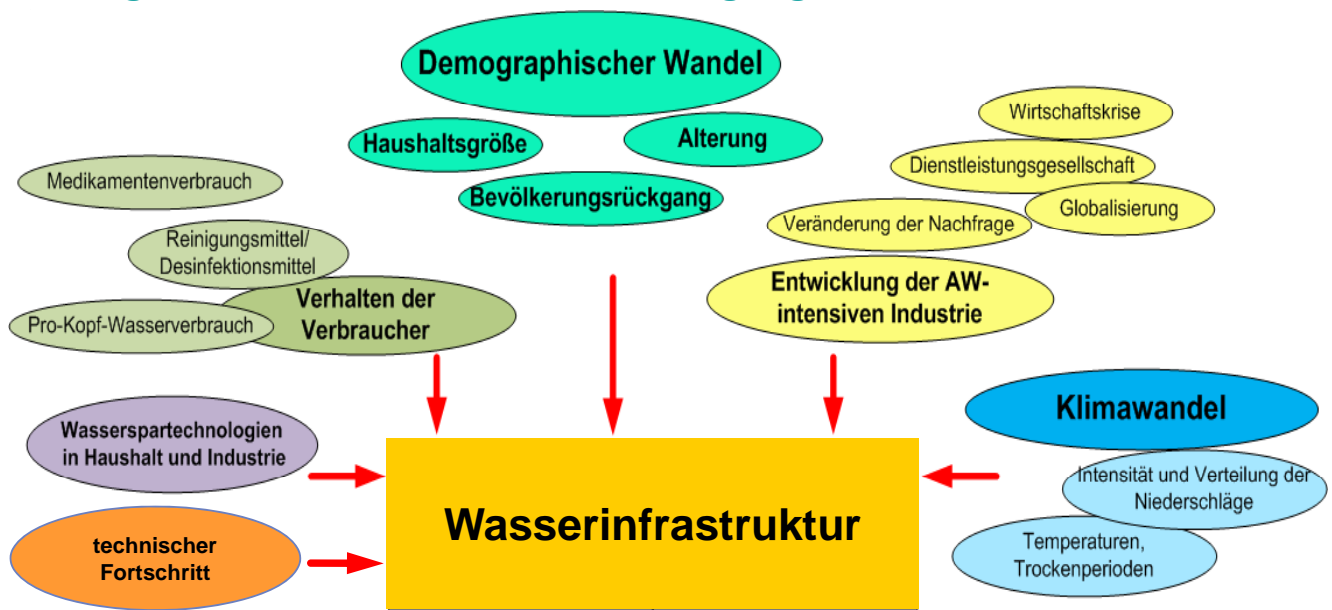 Demographischer Wandel
Haushaltsgröße
Alterung
Bevölkerungsrückgang
Wirtschaftskrise
Dienstleistungsgesellschaft
Globalisierung
Veränderung der Nachfrage
Entwicklung der AW-
intensiven Industrie
Medikamentenverbrauch
Reinigungsmittel/
Desinfektionsmittel
Verhalten der
Verbraucher
Pro-Kopf-Wasserverbrauch
Klimawandel
Intensität und Verteilung der
Niederschläge
Temperaturen,
Trockenperioden
Wasserspartechnologien
in Haushalt und Industrie
technischer
Fortschritt
Wasserinfrastruktur